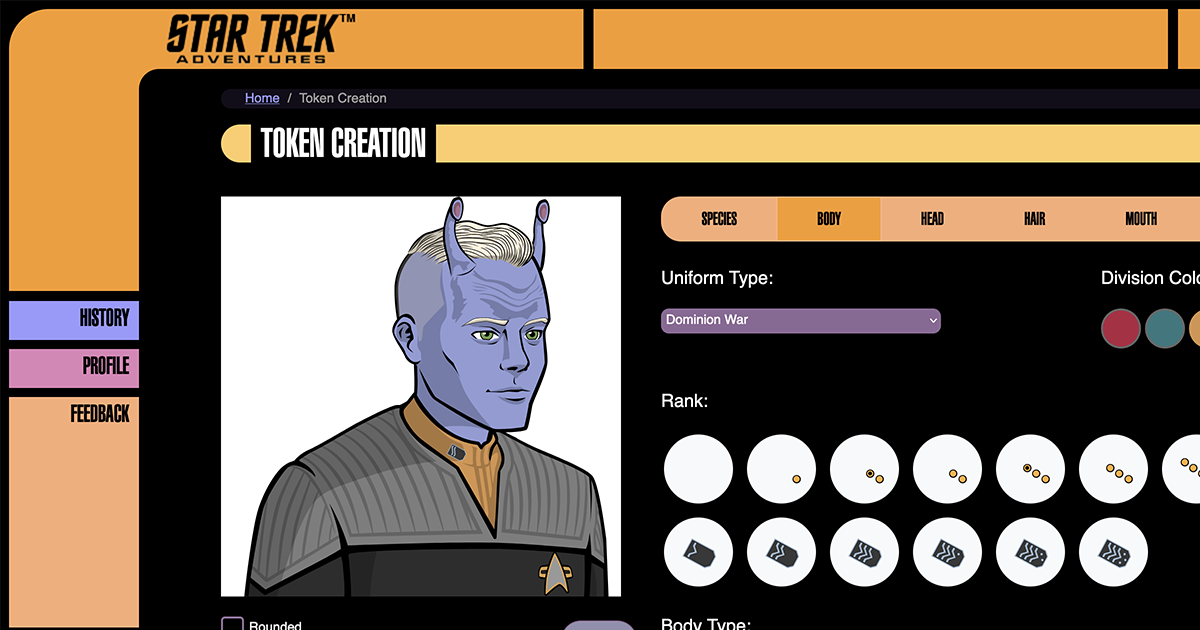 STAR TREK™
ADVENTURES
Home / Token Creation
TOKEN CREATION
HISTORY
PROFILE
FEEDBACK
SPECIES BODY HEAD HAIR MOUTH
Uniform Type:
Division Colo
Dominion War
Rank:
Rounded
Body Type: